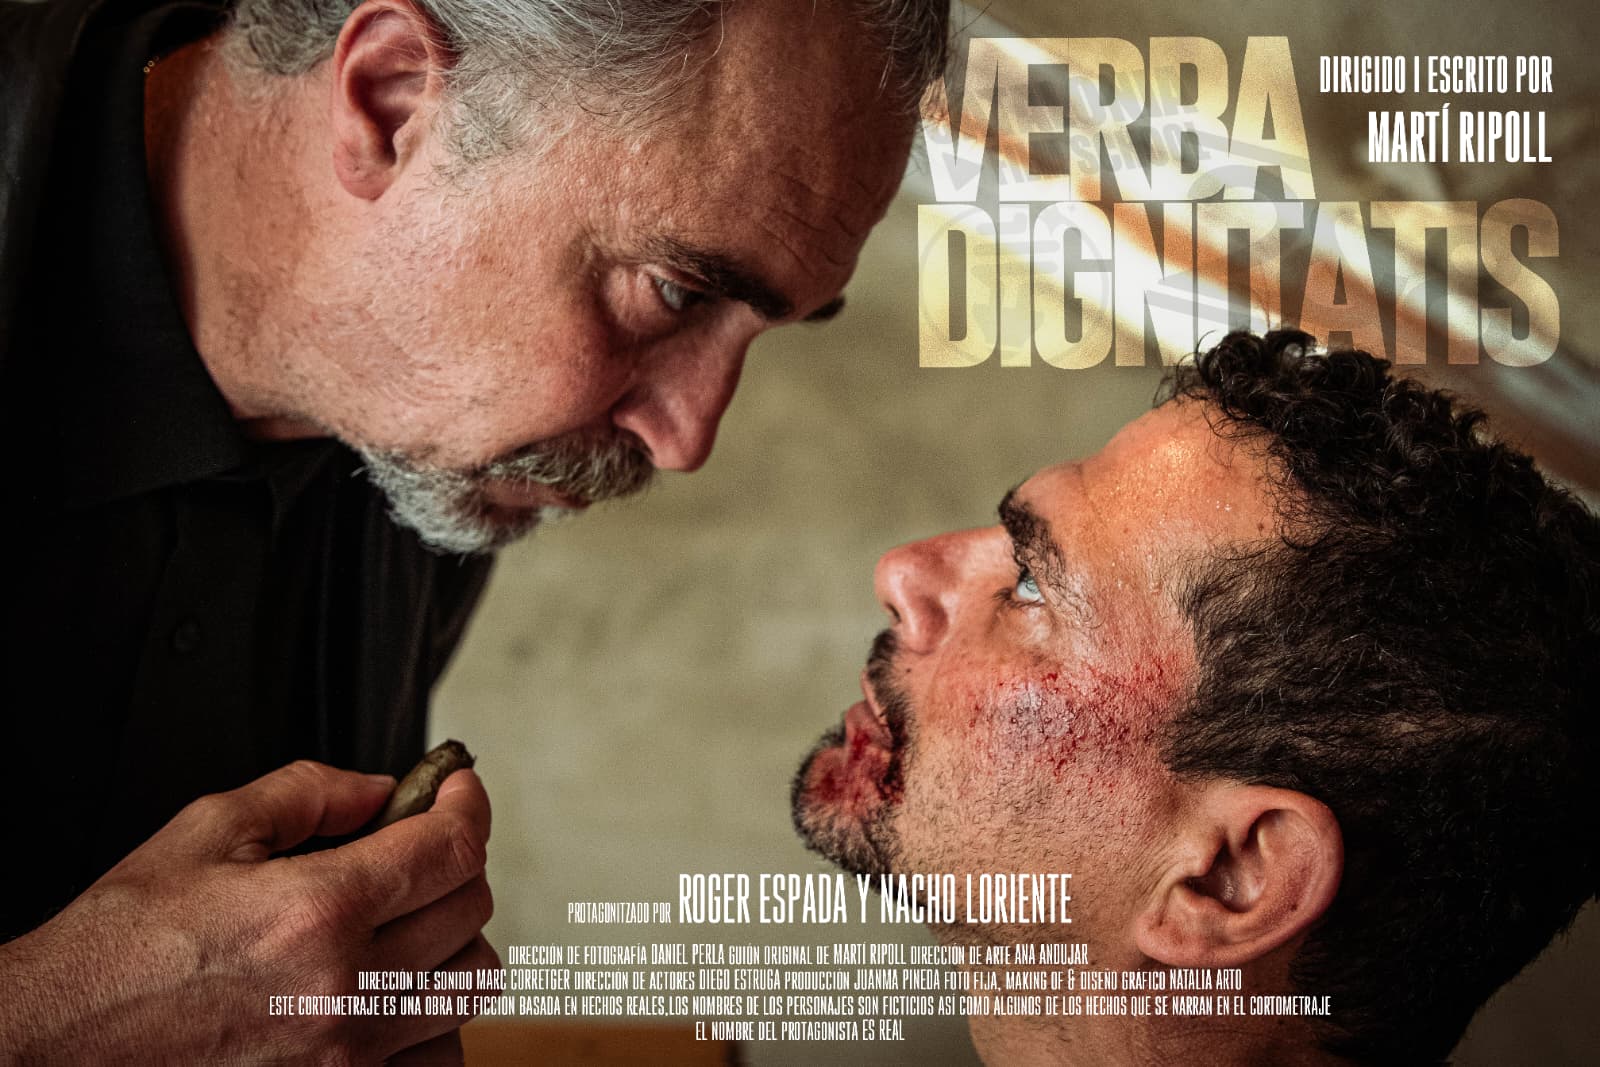 VERBA
DIGNITATIS
DIRIGIDO I ESCRITO POR
MARTÍ RIPOLL
PROTAGONITZADO POR ROGER ESPADA Y NACHO LORIENTE
DIRECCIÓN DE FOTOGRAFÍA DANIEL PERLA GUIÓN ORIGINAL DE MARTÍ RIPOLL DIRECCIÓN DE ARTE ANA ANDUJAR
DIRECCIÓN DE SONIDO MARC CORRETGER DIRECCIÓN DE ACTORES DIEGO ESTRUGA PRODUCCIÓN JUANMA PINEDA FOTO FIJA, MAKING OF & DISEÑO GRÁFICO NATALIA ARTO
ESTE CORTOMETRAJE ES UNA OBRA DE FICCION BASADA EN HECHOS REALES,LOS NOMBRES DE LOS PERSONAJES SON FICTICIOS ASÍ COMO ALGUNOS DE LOS HECHOS QUE SE NARRAN EN EL CORTOMETRAJE
EL NOMBRE DEL PROTAGONISTA ES REAL